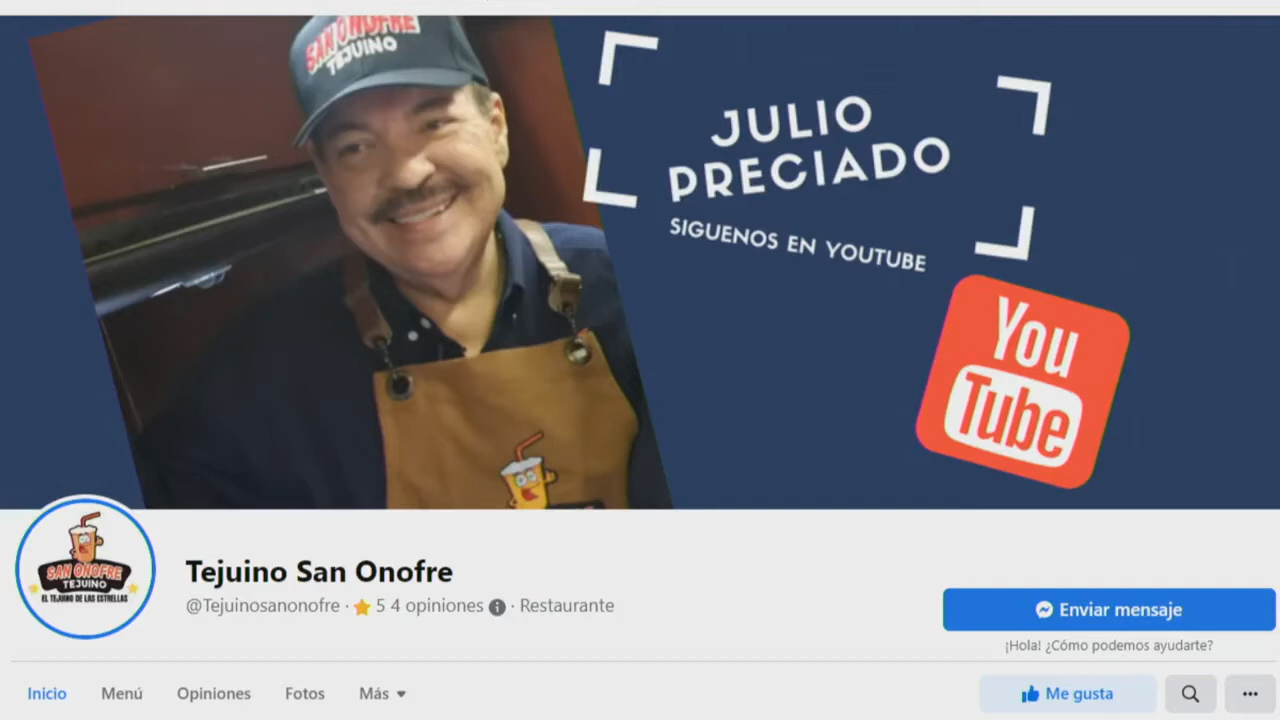 SAN ONOFRE
TEJUINO
JULIO
PRECIADO
SIGUENOS EN YOUTUBE
You
Tube
SAN ONOFRE
TEJUINO
EL TEJUINO DE LAS ESTRELLAS
Tejuino San Onofre
@Tejuinosanonofre · 5 4 opiniones · Restaurante
Enviar mensaje
¡Hola! ¿Cómo podemos ayudarte?
Inicio Menú Opiniones Fotos Más
Me gusta